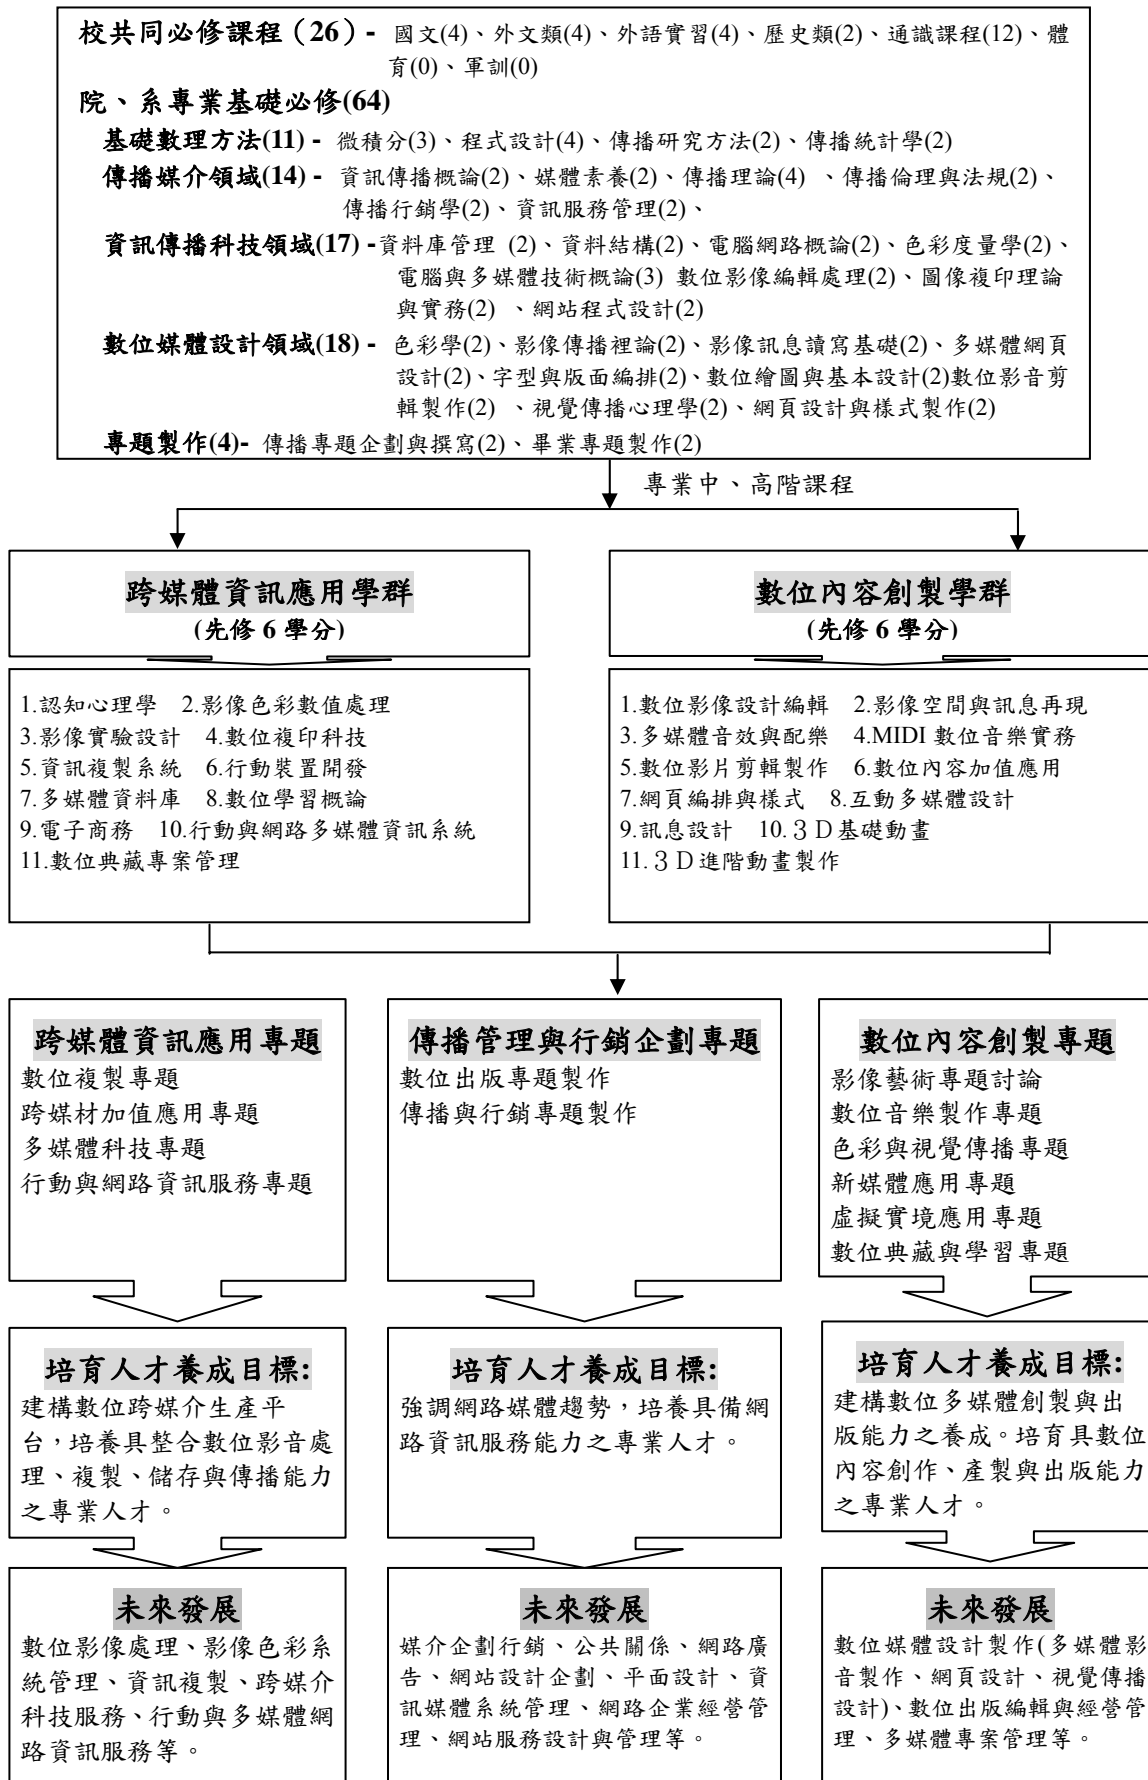 校共同必修課程（26）- 國文(4)、外文類(4)、外語實習(4)、歷史類(2)、通識課程(12)、體
育(0)、軍訓(0)
院、系專業基礎必修(64)
基礎數理方法(11) - 微積分(3)、程式設計(4)、傳播研究方法(2)、傳播統計學(2)
傳播媒介領域(14) - 資訊傳播概論(2)、媒體素養(2)、傳播理論(4) 、傳播倫理與法規(2)、
傳播行銷學(2)、資訊服務管理(2)、
資訊傳播科技領域(17) -資料庫管理 (2)、資料結構(2)、電腦網路概論(2)、色彩度量學(2)、
電腦與多媒體技術概論(3) 數位影像編輯處理(2)、圖像複印理論
與實務(2) 、網站程式設計(2)
數位媒體設計領域(18) - 色彩學(2)、影像傳播裡論(2)、影像訊息讀寫基礎(2)、多媒體網頁
設計(2)、字型與版面編排(2)、數位繪圖與基本設計(2)數位影音剪
輯製作(2) 、視覺傳播心理學(2)、網頁設計與樣式製作(2)
專題製作(4)- 傳播專題企劃與撰寫(2)、畢業專題製作(2)
專業中、高階課程
跨媒體資訊應用學群
(先修 6 學分)
1.認知心理學 2.影像色彩數值處理
3.影像實驗設計 4.數位複印科技
5.資訊複製系統 6.行動裝置開發
7.多媒體資料庫 8.數位學習概論
9.電子商務 10.行動與網路多媒體資訊系統
11.數位典藏專案管理
數位內容創製學群
(先修 6 學分)
1.數位影像設計編輯 2.影像空間與訊息再現
3.多媒體音效與配樂 4.MIDI 數位音樂實務
5.數位影片剪輯製作 6.數位內容加值應用
7.網頁編排與樣式 8.互動多媒體設計
9.訊息設計 10.３Ｄ基礎動畫
11.３Ｄ進階動畫製作
跨媒體資訊應用專題
數位複製專題
跨媒材加值應用專題
多媒體科技專題
行動與網路資訊服務專題
傳播管理與行銷企劃專題
數位出版專題製作
傳播與行銷專題製作
數位內容創製專題
影像藝術專題討論
數位音樂製作專題
色彩與視覺傳播專題
新媒體應用專題
虛擬實境應用專題
數位典藏與學習專題
培育人才養成目標:
建構數位跨媒介生產平
台，培養具整合數位影音處
理、複製、儲存與傳播能力
之專業人才。
培育人才養成目標:
強調網路媒體趨勢，培養具備網
路資訊服務能力之專業人才。
培育人才養成目標:
建構數位多媒體創製與出
版能力之養成。培育具數位
內容創作、產製與出版能力
之專業人才。
未來發展
數位影像處理、影像色彩系
統管理、資訊複製、跨媒介
科技服務、行動與多媒體網
路資訊服務等。
未來發展
媒介企劃行銷、公共關係、網路廣
告、網站設計企劃、平面設計、資
訊媒體系統管理、網路企業經營管
理、網站服務設計與管理等。
未來發展
數位媒體設計製作(多媒體影
音製作、網頁設計、視覺傳播
設計)、數位出版編輯與經營管
理、多媒體專案管理等。